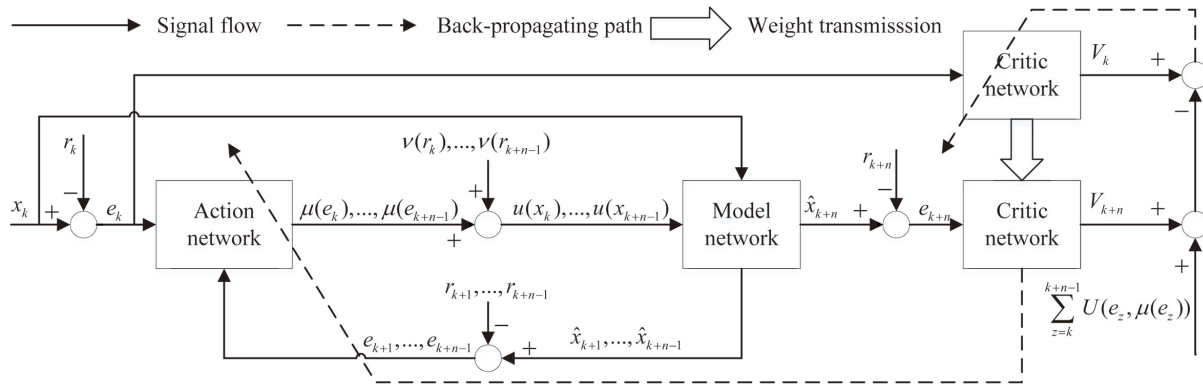 Signal flow
Back-propagating path
Weight transmisssion
Critic
network
V_k
+
−
r_k
−
x_k
+
e_k
Action
network
μ(e_k),...,μ(e_{k+n-1})
+
ν(r_k),...,ν(r_{k+n-1})
+
u(x_k),...,u(x_{k+n-1})
Model
network
x̂_{k+n}
+
r_{k+n}
−
e_{k+n}
Critic
network
V_{k+n}
+
+
∑_{z=k}^{k+n-1} U(e_z, μ(e_z))
r_{k+1},...,r_{k+n-1}
−
e_{k+1},...,e_{k+n-1}
+
x̂_{k+1},...,x̂_{k+n-1}